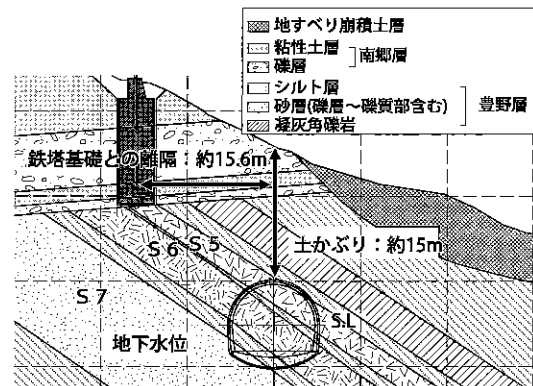 地すべり崩積土層
粘性土層
南郷層
礫層
シルト層
砂層(礫層～礫質部含む)
豊野層
凝灰角礫岩
鉄塔基礎との離隔：約15.6m
土かぶり：約15m
S 6
S 5
S 7
S.L
地下水位